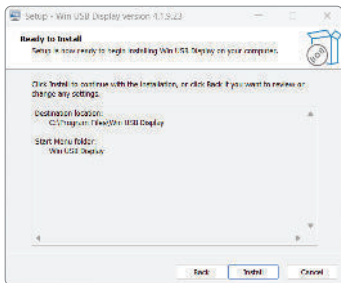 Setup - Win USB Display version 4.1.9.23
Ready to Install
Setup is now ready to begin installing Win USB Display on your computer.
Click Install to continue with the installation, or click Back if you want to review or
change any settings.
Destination location:
C:\Program Files\Win USB Display
Start Menu folder:
Win USB Display
Back
Install
Cancel